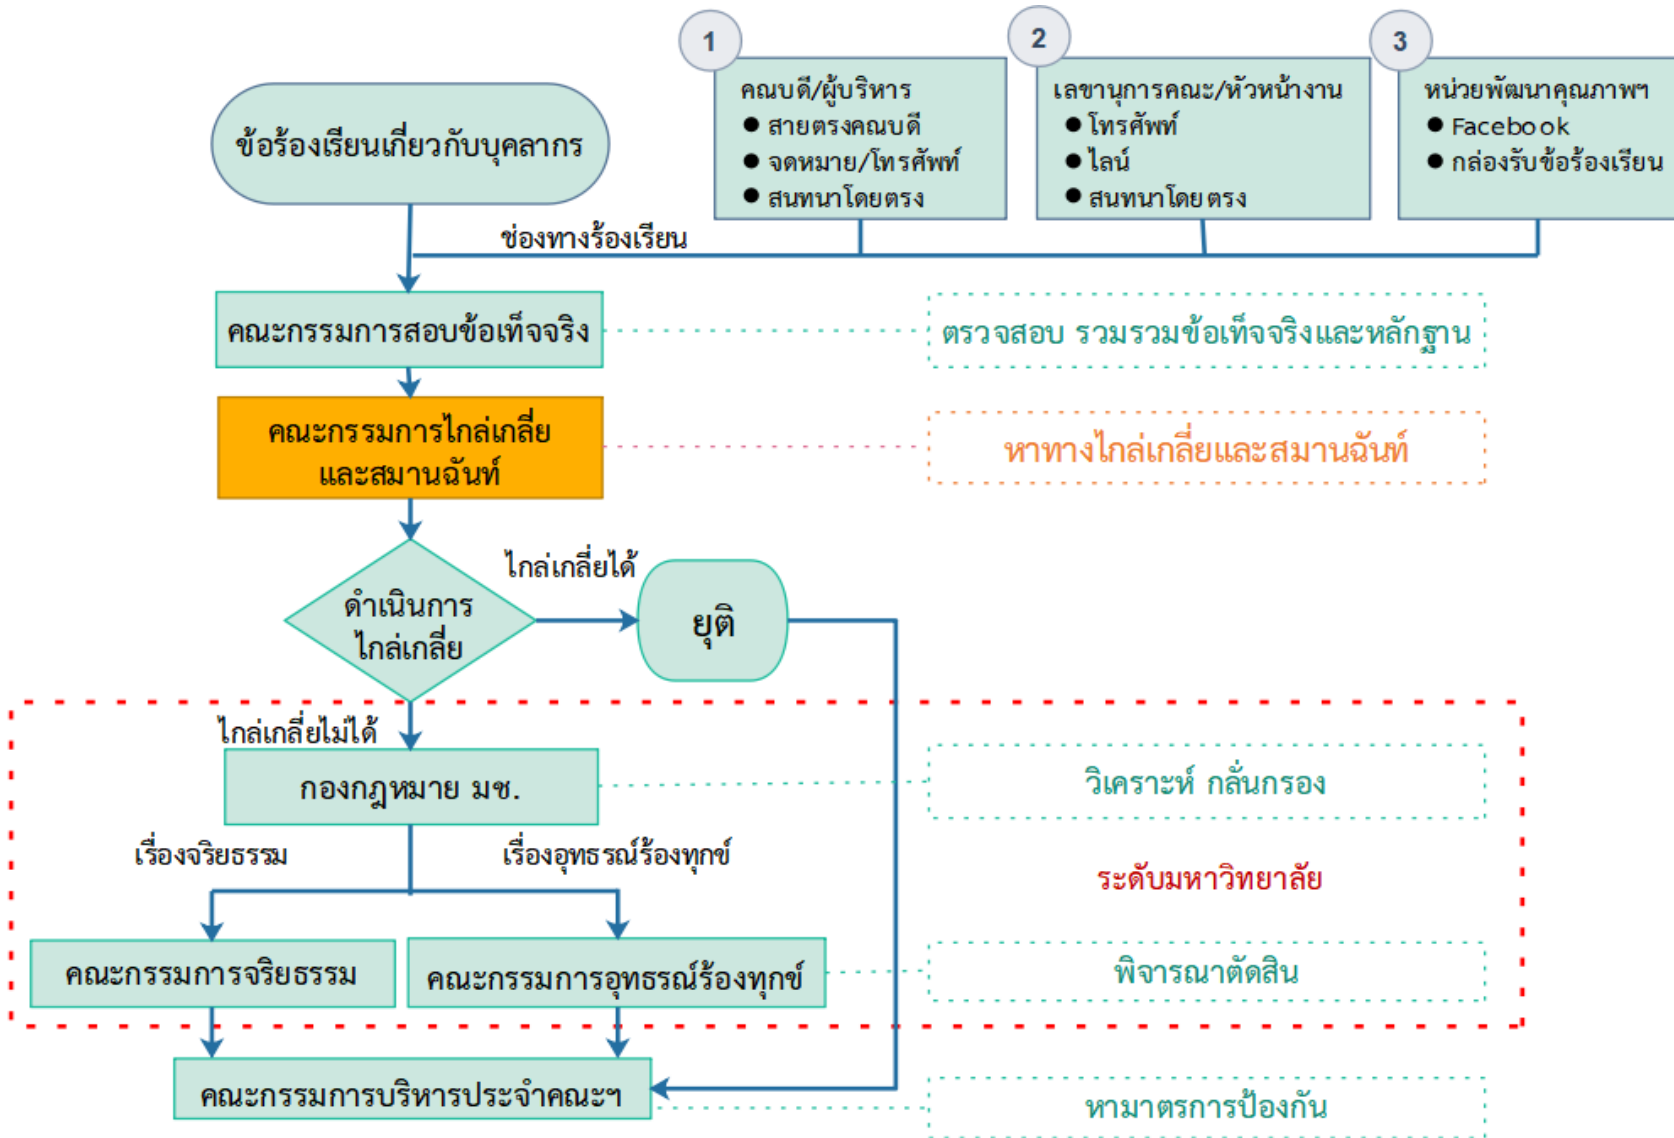 1
2
3
คณบดี/ผู้บริหาร
● สายตรงคณบดี
● จดหมาย/โทรศัพท์
● สนทนาโดยตรง
เลขานุการคณะ/หัวหน้างาน
● โทรศัพท์
● ไลน์
● สนทนาโดยตรง
หน่วยพัฒนาคุณภาพฯ
● Facebook
● กล่องรับข้อร้องเรียน
ข้อร้องเรียนเกี่ยวกับบุคลากร
ช่องทางร้องเรียน
คณะกรรมการสอบข้อเท็จจริง
ตรวจสอบ รวมรวมข้อเท็จจริงและหลักฐาน
คณะกรรมการไกล่เกลี่ย
และสมานฉันท์
หาทางไกล่เกลี่ยและสมานฉันท์
ดำเนินการ
ไกล่เกลี่ย
ไกล่เกลี่ยได้
ยุติ
ไกล่เกลี่ยไม่ได้
กองกฎหมาย มช.
วิเคราะห์ กลั่นกรอง
เรื่องจริยธรรม
เรื่องอุทธรณ์ร้องทุกข์
ระดับมหาวิทยาลัย
คณะกรรมการจริยธรรม
คณะกรรมการอุทธรณ์ร้องทุกข์
พิจารณาตัดสิน
คณะกรรมการบริหารประจำคณะฯ
หามาตรการป้องกัน